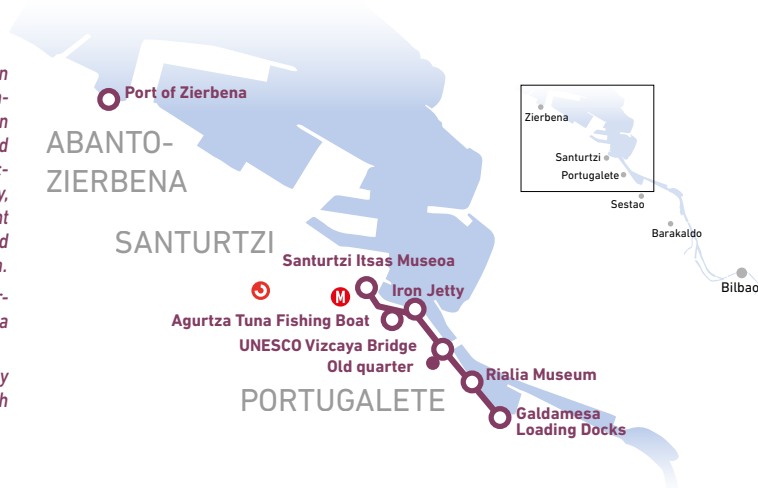 Port of Zierbena
ABANTO-
ZIERBENA
SANTURTZI
Santurtzi Itsas Museoa
Iron Jetty
M
Agurtza Tuna Fishing Boat
UNESCO Vizcaya Bridge
Old quarter
PORTUGALETE
Rialia Museum
Galdamesa
Loading Docks
Zierbena
Santurtzi
Portugalete
Sestao
Barakaldo
Bilbao